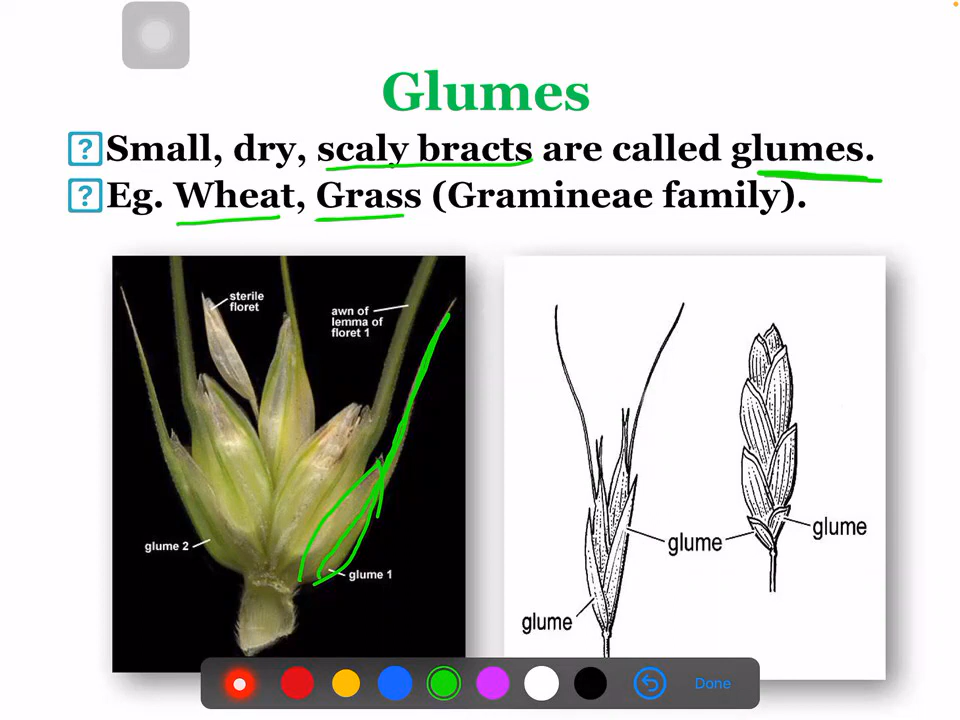 Glumes
Small, dry, scaly bracts are called glumes.
Eg. Wheat, Grass (Gramineae family).
sterile
floret
awn of
lemma of
floret 1
glume 2
glume 1
glume
glume
glume
Done